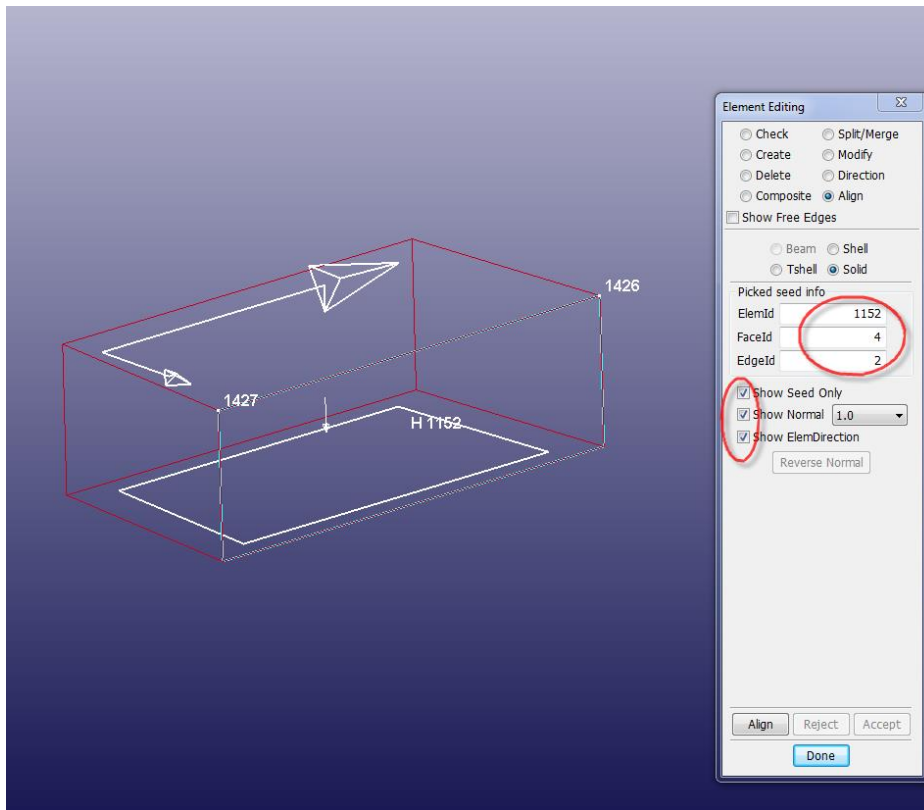 1426
1427
H 1152
Element Editing
Check Split/Merge
Create Modify
Delete Direction
Composite Align
Show Free Edges
Beam Shell
Tshell Solid
Picked seed info
ElemId 1152
FaceId 4
EdgeId 2
Show Seed Only
Show Normal 1.0
Show ElemDirection
Reverse Normal
Align Reject Accept
Done